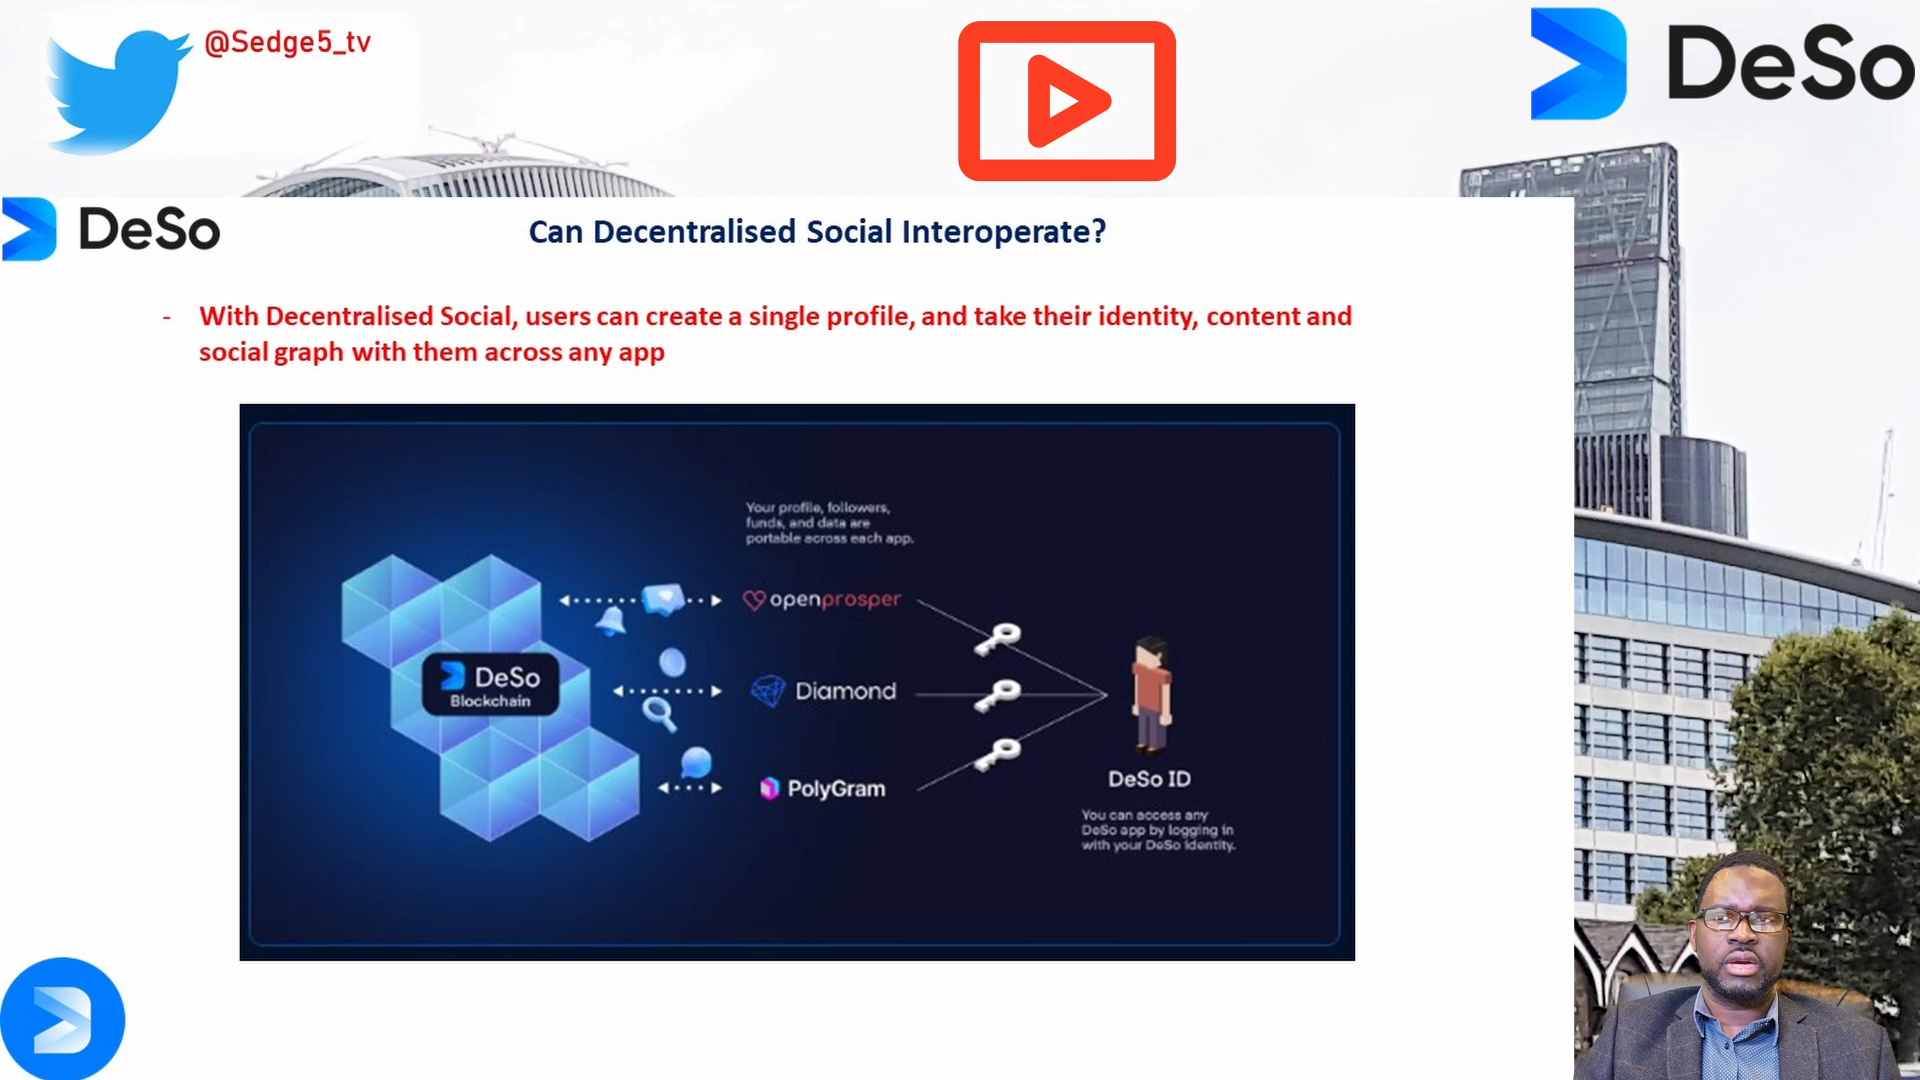 @Sedge5_tv
DeSo
DeSo
Can Decentralised Social Interoperate?
- With Decentralised Social, users can create a single profile, and take their identity, content and
social graph with them across any app
Your profile, followers,
funds, and data are
portable across each app.
openprosper
DeSo
Blockchain
Diamond
PolyGram
DeSo ID
You can access any
DeSo app by logging in
with your DeSo identity.